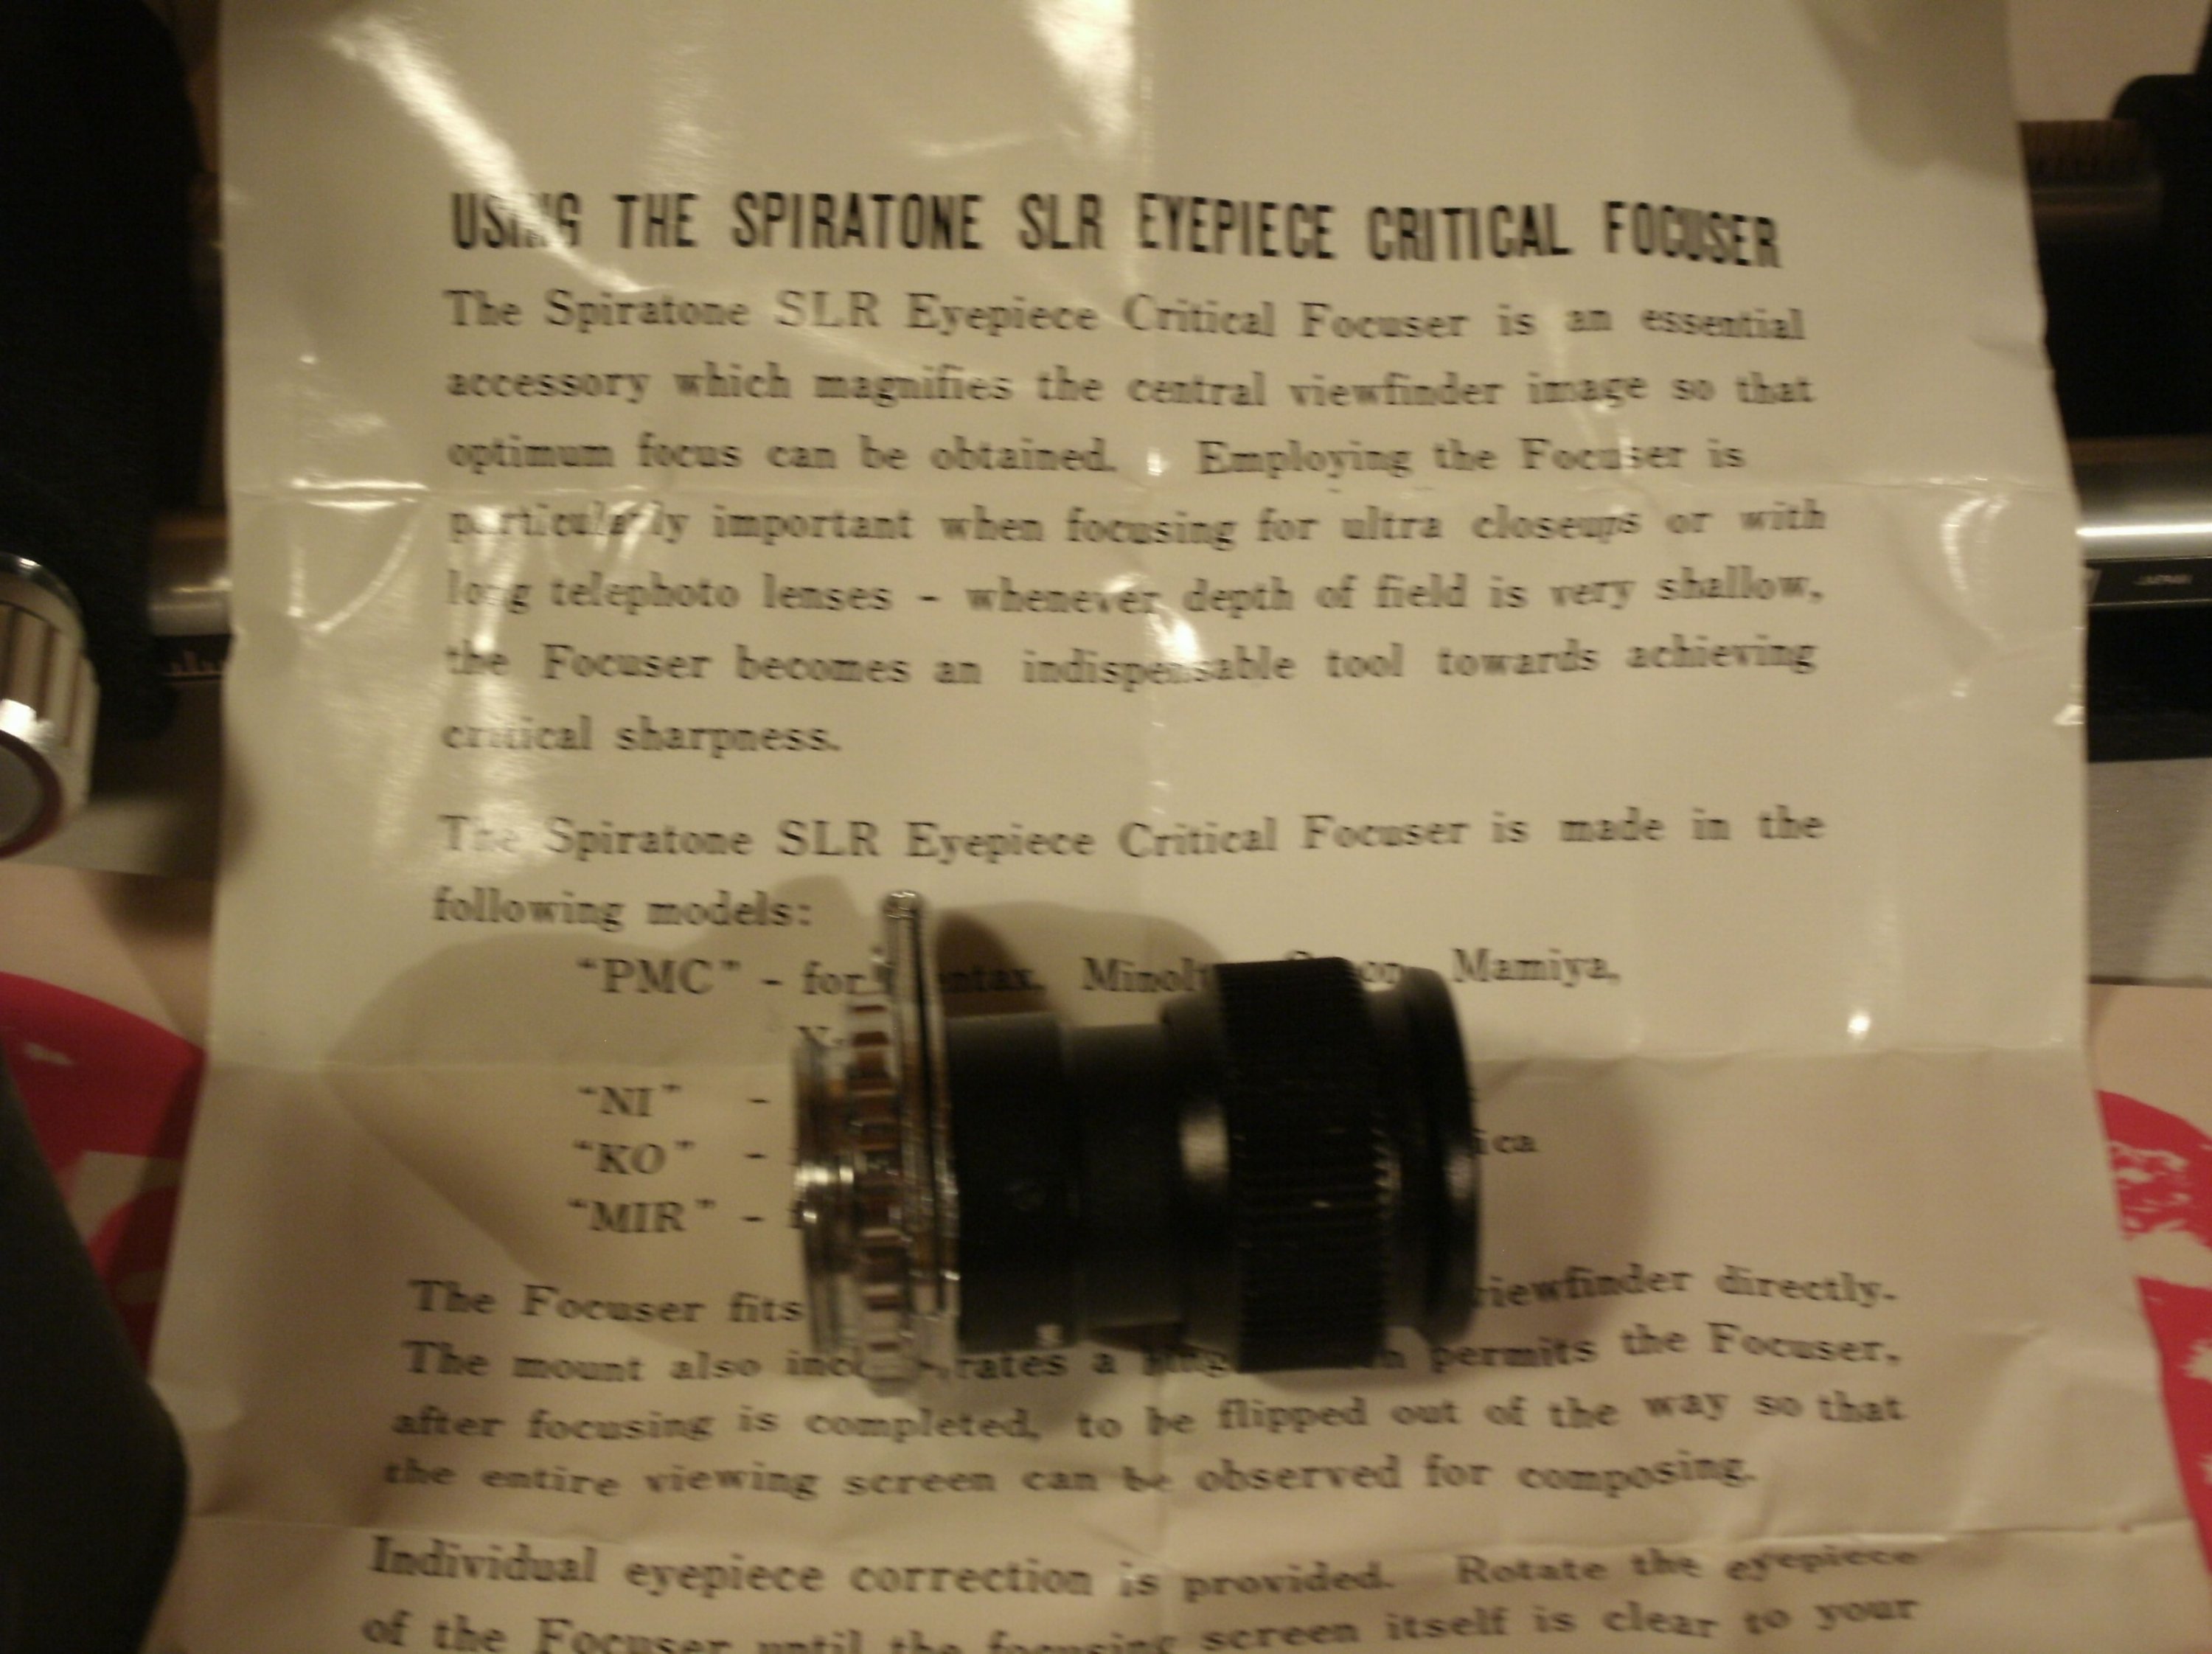 USING THE SPIRATONE SLR EYEPIECE CRITICAL FOCUSER
The Spiratone SLR Eyepiece Critical Focuser is an essential
accessory which magnifies the central viewfinder image so that
optimum focus can be obtained. Employing the Focuser is
particularly important when focusing for ultra closeups or with
long telephoto lenses - whenever depth of field is very shallow,
the Focuser becomes an indispensable tool towards achieving
critical sharpness.
The Spiratone SLR Eyepiece Critical Focuser is made in the
following models:
"PMC" - for Mamiya,
"NI" -
"KO" -
"MIR" -
The Focuser fits viewfinder directly.
The mount also a permits the Focuser,
after focusing is completed, to be flipped out of the way so that
the entire viewing screen can be observed for composing.
Individual eyepiece correction is provided. Rotate the eyepiece
of the Focuser until the focusing screen itself is clear to your
JAPAN